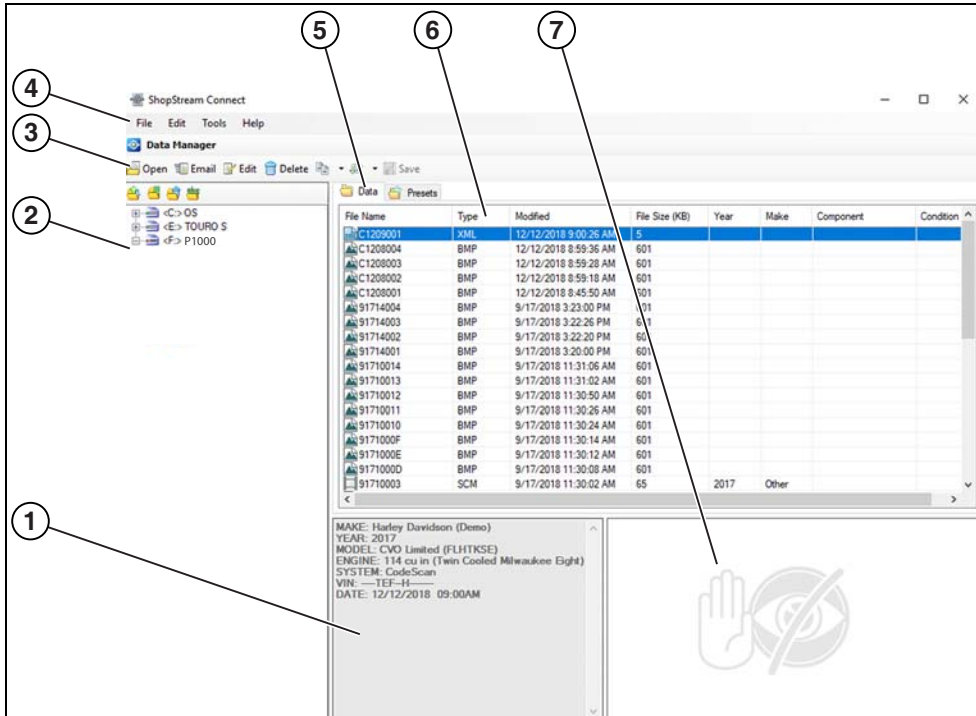 5
6
7
4
ShopStream Connect
File Edit Tools Help
3
Data Manager
Open Email Edit Delete Save
Data Presets
2
<C:> OS
<E:> TOURO S
<F:> P1000
File Name Type Modified File Size (KB) Year Make Component Condition
C1209001 XML 12/12/2018 9:00:26 AM 5
C1208004 BMP 12/12/2018 8:59:36 AM 601
C1208003 BMP 12/12/2018 8:59:28 AM 601
C1208002 BMP 12/12/2018 8:59:18 AM 601
C1208001 BMP 12/12/2018 8:45:50 AM 601
91714004 BMP 9/17/2018 3:23:00 PM 601
91714003 BMP 9/17/2018 3:22:26 PM 601
91714002 BMP 9/17/2018 3:22:20 PM 601
91714001 BMP 9/17/2018 3:20:00 PM 601
91710014 BMP 9/17/2018 11:31:06 AM 601
91710013 BMP 9/17/2018 11:31:02 AM 601
91710012 BMP 9/17/2018 11:30:50 AM 601
91710011 BMP 9/17/2018 11:30:26 AM 601
91710010 BMP 9/17/2018 11:30:24 AM 601
9171000F BMP 9/17/2018 11:30:14 AM 601
9171000E BMP 9/17/2018 11:30:12 AM 601
9171000D BMP 9/17/2018 11:30:08 AM 601
91710003 SCM 9/17/2018 11:30:02 AM 65 2017 Other
1
MAKE: Harley Davidson (Demo)
YEAR: 2017
MODEL: CVO Limited (FLHTKSE)
ENGINE: 114 cu in (Twin Cooled Milwaukee Eight)
SYSTEM: CodeScan
VIN: ----TEF--H-------
DATE: 12/12/2018 09:00AM